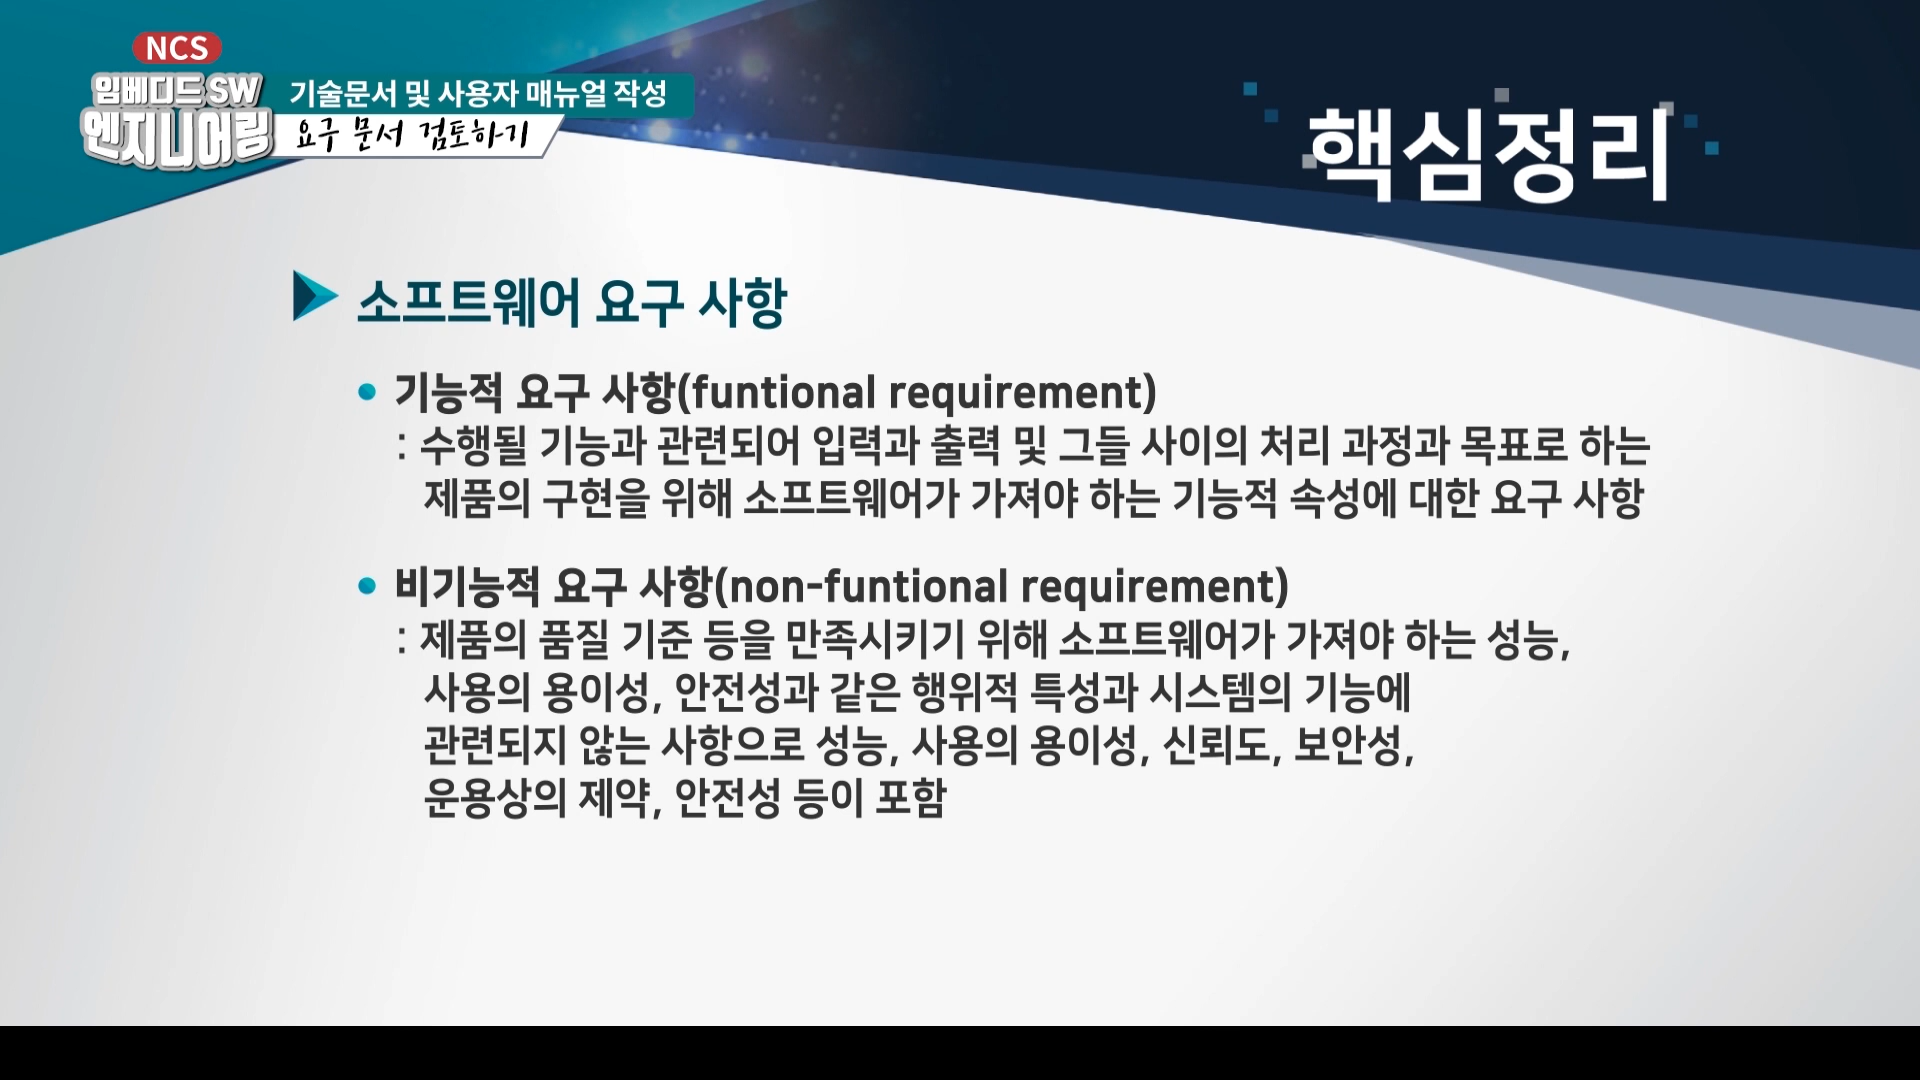 NCS
임베디드 SW
엔지니어링
기술문서 및 사용자 매뉴얼 작성
요구 문서 검토하기
핵심정리
소프트웨어 요구 사항
• 기능적 요구 사항(funtional requirement)
: 수행될 기능과 관련되어 입력과 출력 및 그들 사이의 처리 과정과 목표로 하는
제품의 구현을 위해 소프트웨어가 가져야 하는 기능적 속성에 대한 요구 사항
• 비기능적 요구 사항(non-funtional requirement)
: 제품의 품질 기준 등을 만족시키기 위해 소프트웨어가 가져야 하는 성능,
사용의 용이성, 안전성과 같은 행위적 특성과 시스템의 기능에
관련되지 않는 사항으로 성능, 사용의 용이성, 신뢰도, 보안성,
운용상의 제약, 안전성 등이 포함